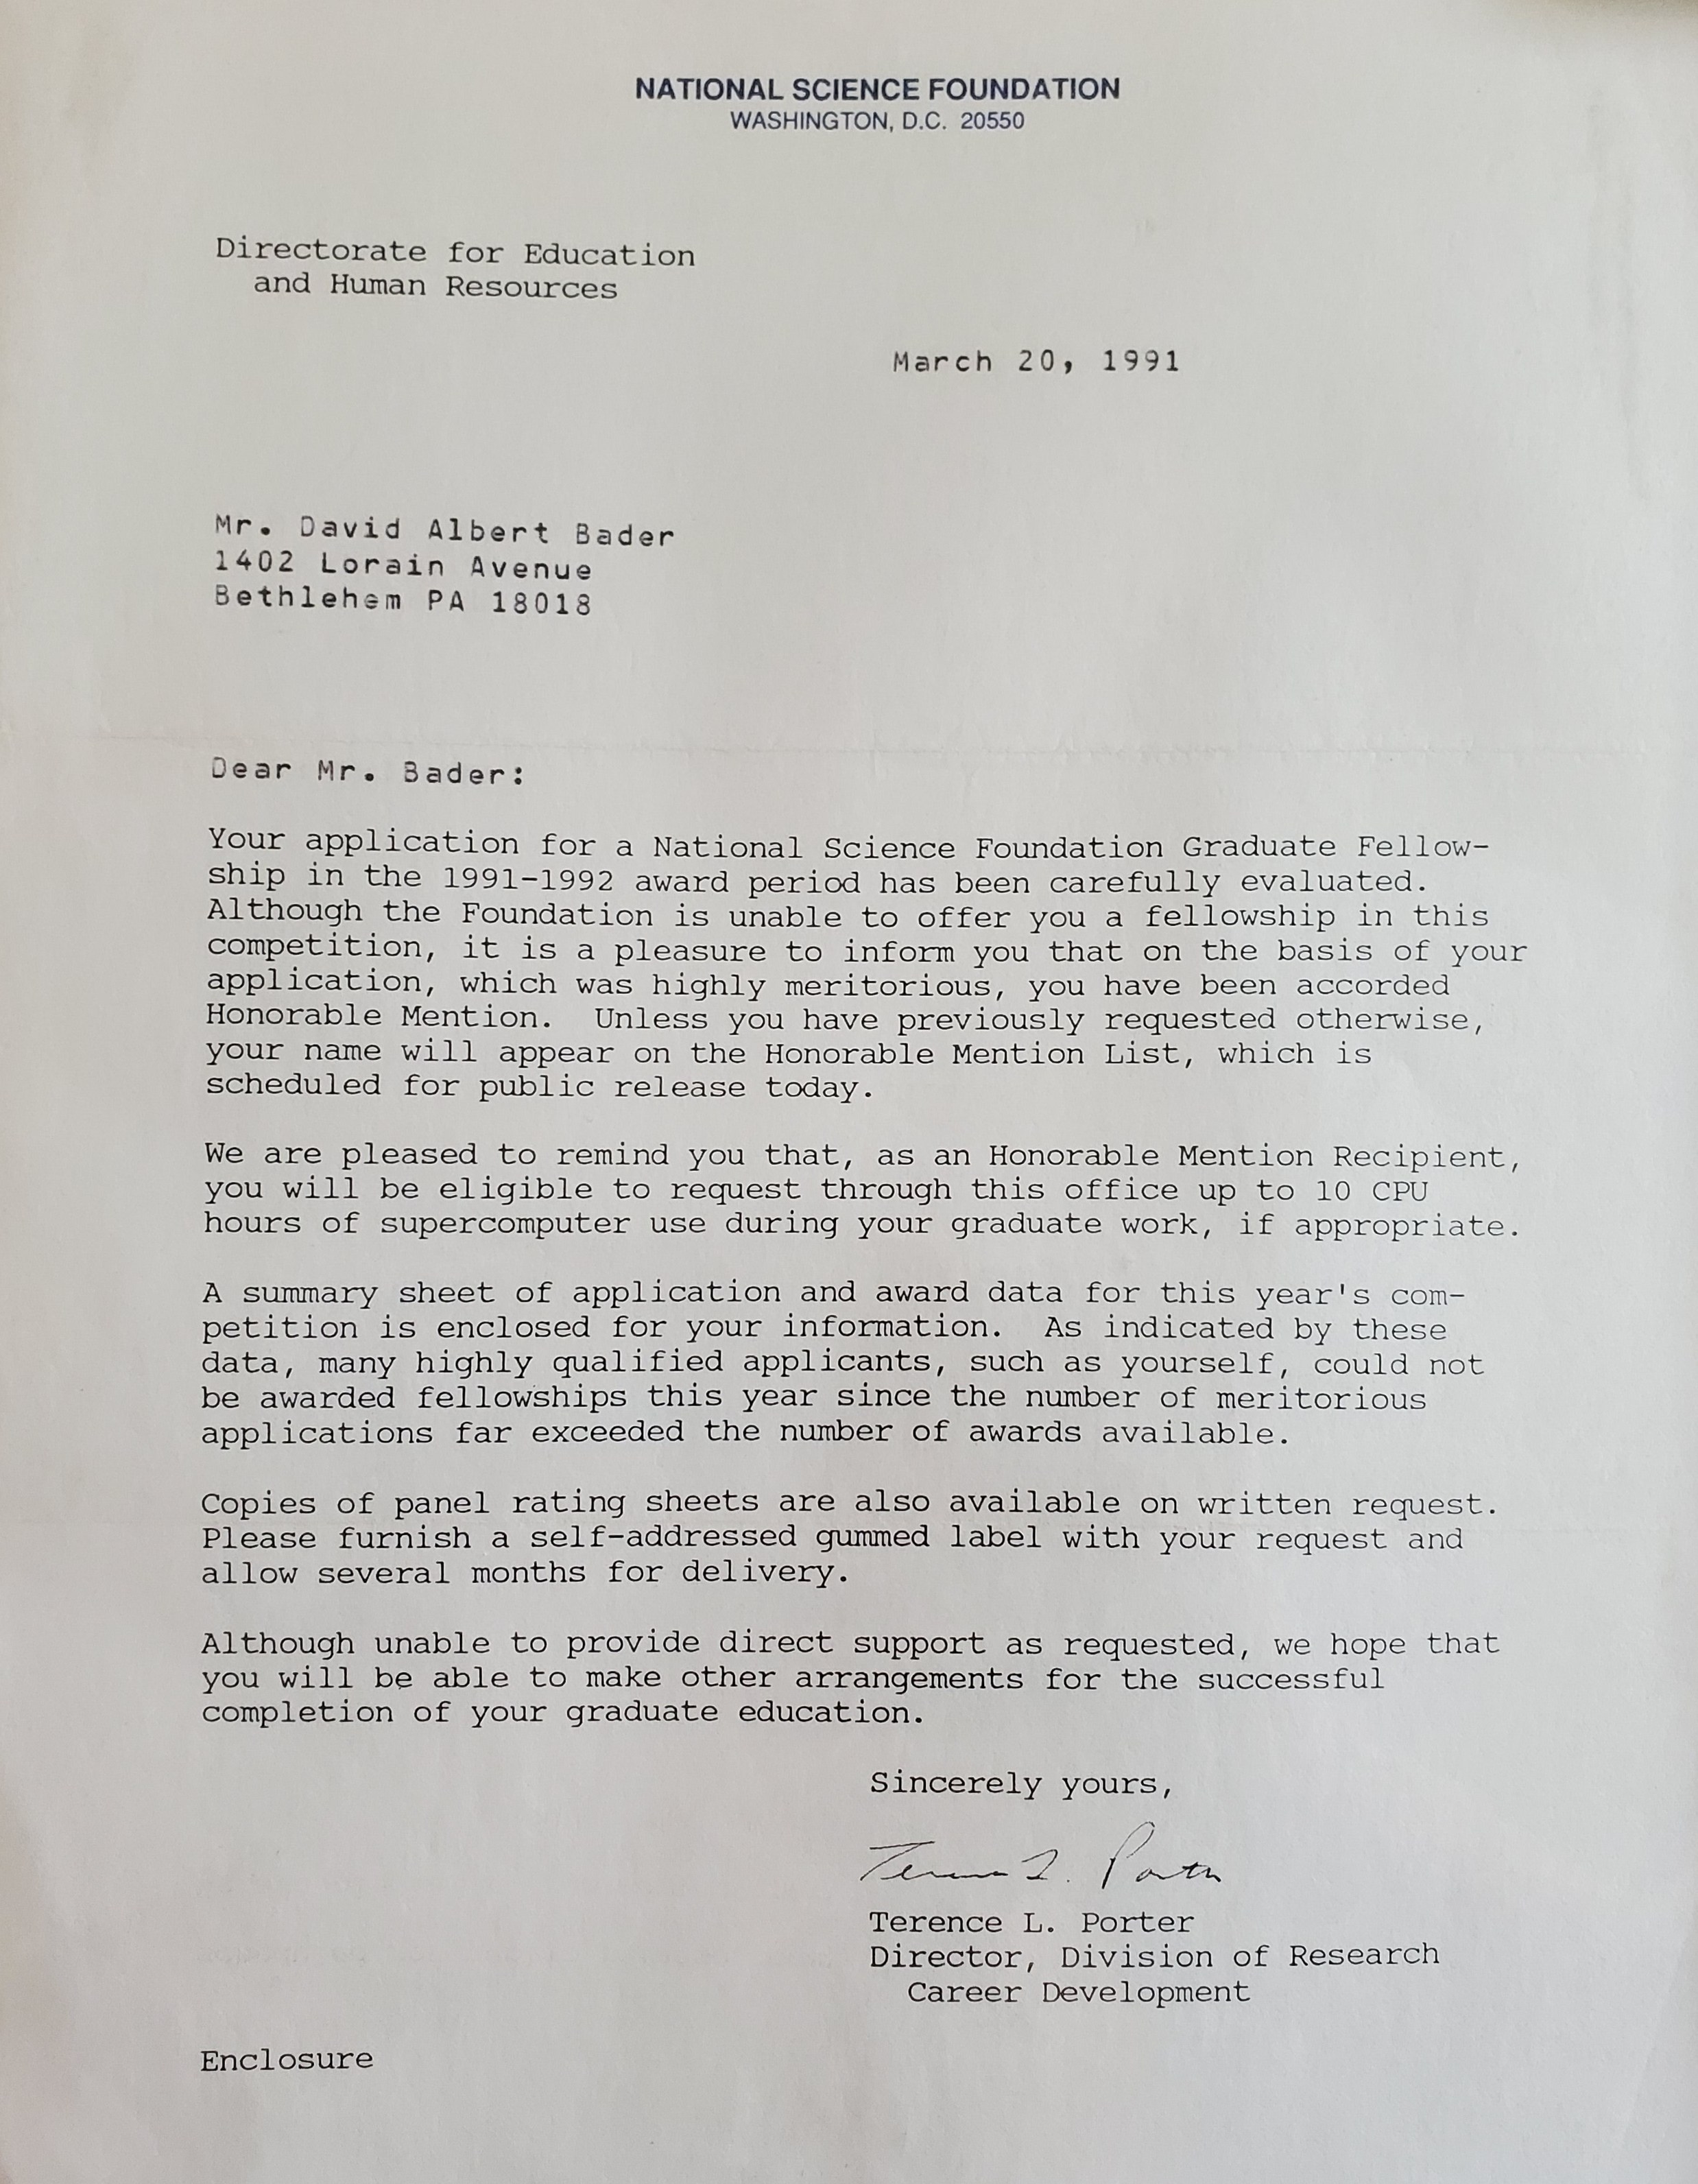 NATIONAL SCIENCE FOUNDATION
WASHINGTON, D.C. 20550
Directorate for Education
and Human Resources
March 20, 1991
Mr. David Albert Bader
1402 Lorain Avenue
Bethlehem PA 18018
Dear Mr. Bader:
Your application for a National Science Foundation Graduate Fellow-
ship in the 1991-1992 award period has been carefully evaluated.
Although the Foundation is unable to offer you a fellowship in this
competition, it is a pleasure to inform you that on the basis of your
application, which was highly meritorious, you have been accorded
Honorable Mention. Unless you have previously requested otherwise,
your name will appear on the Honorable Mention List, which is
scheduled for public release today.
We are pleased to remind you that, as an Honorable Mention Recipient,
you will be eligible to request through this office up to 10 CPU
hours of supercomputer use during your graduate work, if appropriate.
A summary sheet of application and award data for this year's com-
petition is enclosed for your information. As indicated by these
data, many highly qualified applicants, such as yourself, could not
be awarded fellowships this year since the number of meritorious
applications far exceeded the number of awards available.
Copies of panel rating sheets are also available on written request.
Please furnish a self-addressed gummed label with your request and
allow several months for delivery.
Although unable to provide direct support as requested, we hope that
you will be able to make other arrangements for the successful
completion of your graduate education.
Sincerely yours,
Terence L. Porter
Terence L. Porter
Director, Division of Research
Career Development
Enclosure